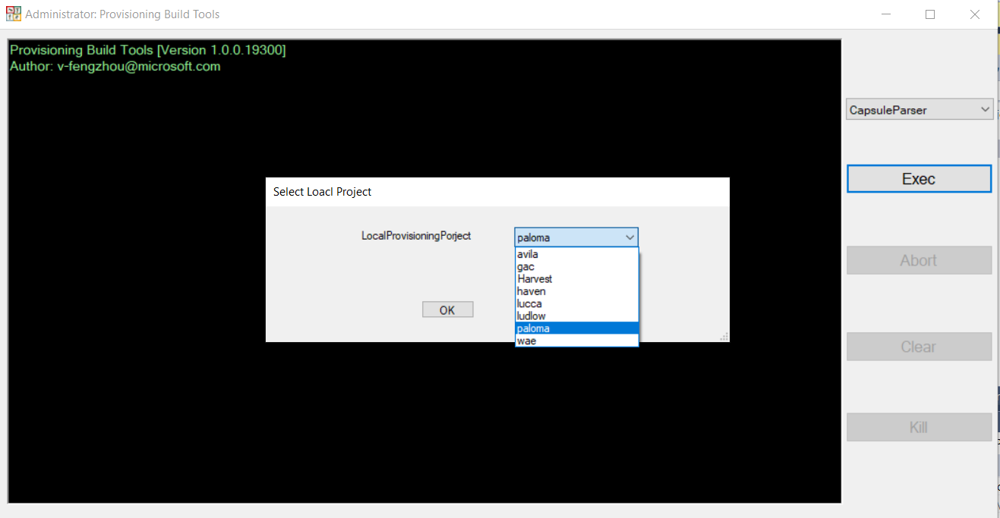 Administrator: Provisioning Build Tools
Provisioning Build Tools [Version 1.0.0.19300]
Author: v-fengzhou@microsoft.com
CapsuleParser
Exec
Select Loacl Project
LocalProvisioningPorject
paloma
avila
gac
Harvest
haven
lucca
ludlow
paloma
wae
OK
Abort
Clear
Kill